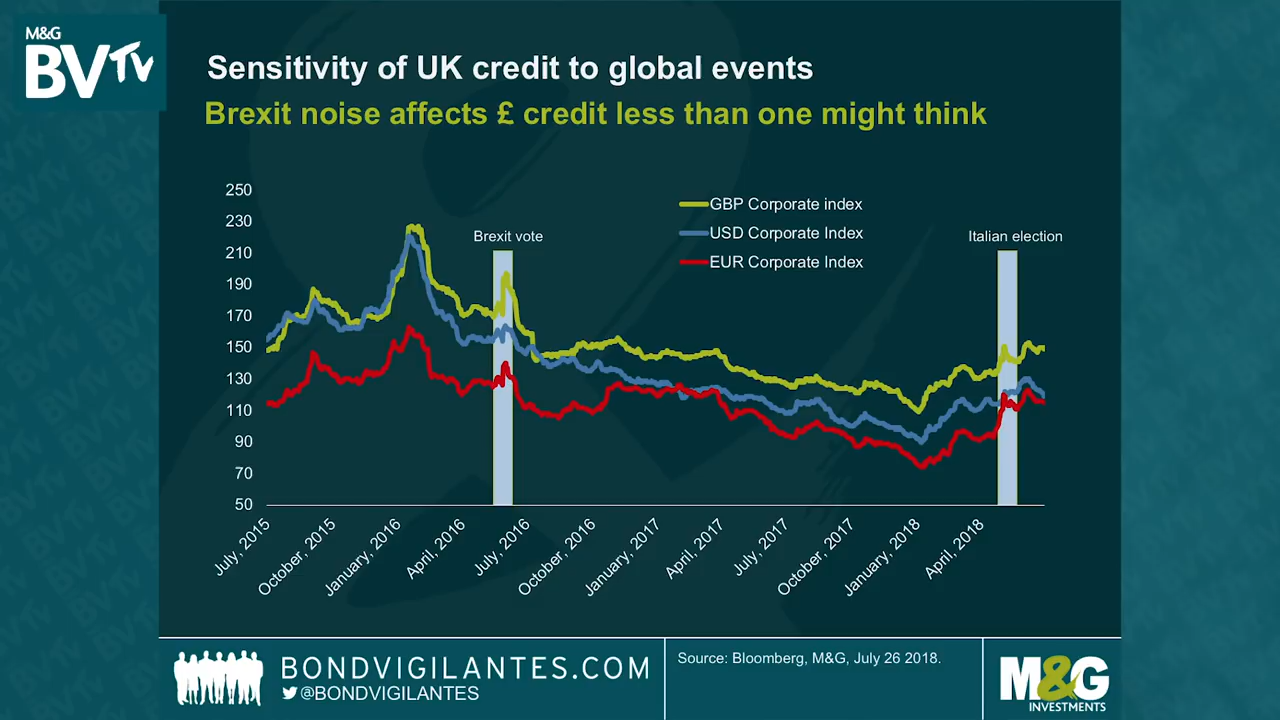 M&G
BVTV
Sensitivity of UK credit to global events
Brexit noise affects £ credit less than one might think
250
230
210
190
170
150
130
110
90
70
50
GBP Corporate index
USD Corporate Index
EUR Corporate Index
Brexit vote
Italian election
July, 2015
October, 2015
January, 2016
April, 2016
July, 2016
October, 2016
January, 2017
April, 2017
July, 2017
October, 2017
January, 2018
April, 2018
BONDVIGILANTES.COM
@BONDVIGILANTES
Source: Bloomberg, M&G, July 26 2018.
M&G
INVESTMENTS